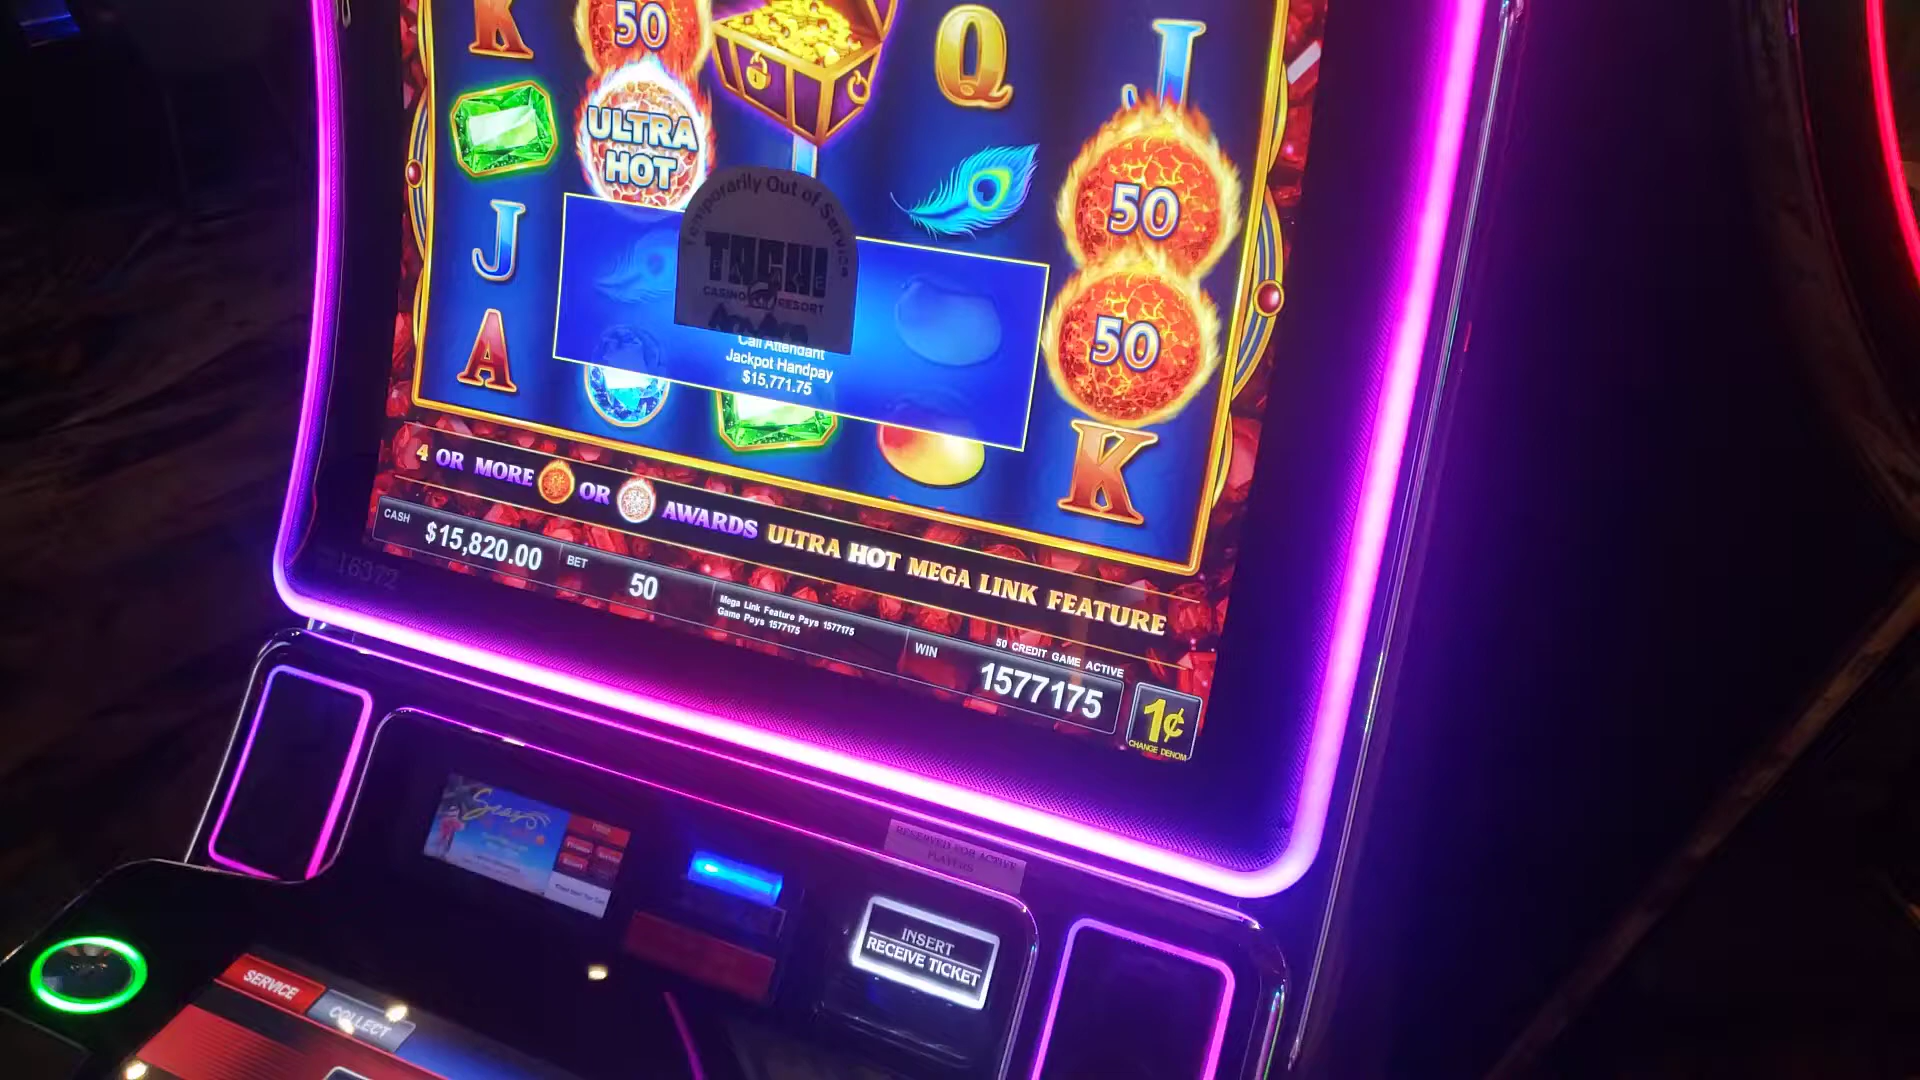 K
50
Q
J
ULTRA
HOT
50
J
Temporarily Out of Service
TACHI
CASINO RESORT
50
A
Call Attendant
Jackpot Handpay
$15,771.75
K
4 OR MORE OR AWARDS ULTRA HOT MEGA LINK FEATURE
CASH $15,820.00
BET 50
Mega Link Feature Pays 1577175
Game Pays 1577175
50 CREDIT GAME ACTIVE
WIN 1577175
1¢
CHANGE DENOM
16372
RESERVED FOR ACTIVE
PLAYERS
INSERT
RECEIVE TICKET
SERVICE
COLLECT